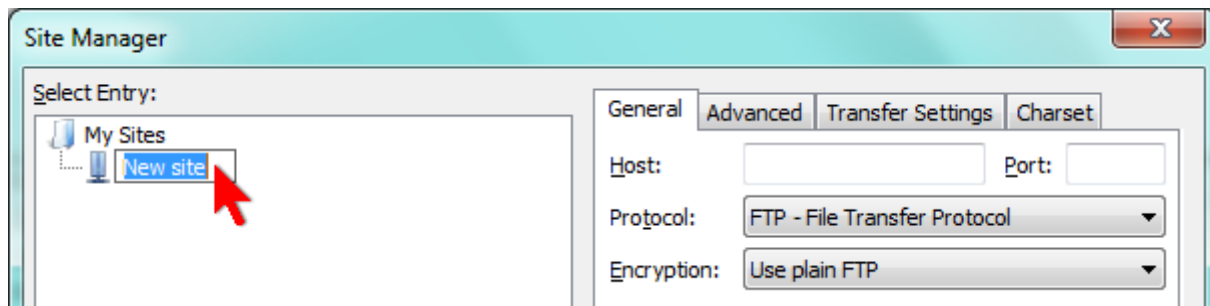 Site Manager
Select Entry:
My Sites
New site
General Advanced Transfer Settings Charset
Host: Port:
Protocol: FTP - File Transfer Protocol
Encryption: Use plain FTP